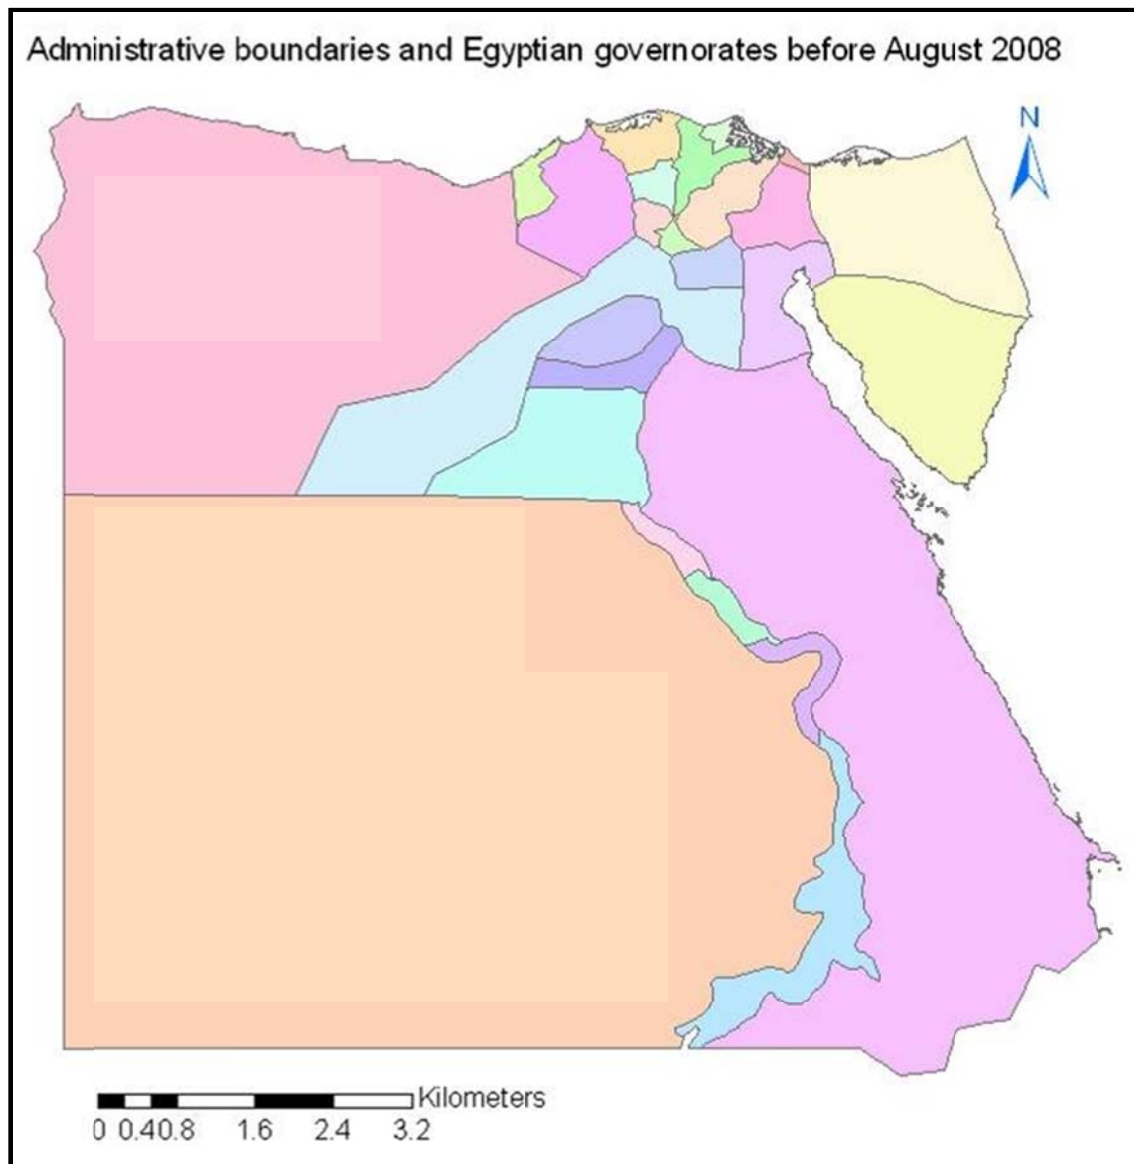 Administrative boundaries and Egyptian governorates before August 2008
N
Kilometers
0 0.40.8 1.6 2.4 3.2